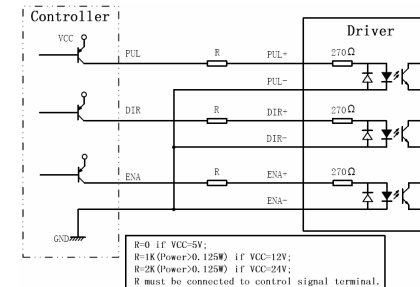 Controller
Driver
VCC
PUL
R
PUL+
270Ω
PUL-
DIR
R
DIR+
270Ω
DIR-
ENA
R
ENA+
270Ω
ENA-
GND
R=0 if VCC=5V;
R=1K(Power>0.125W) if VCC=12V;
R=2K(Power>0.125W) if VCC=24V;
R must be connected to control signal terminal.